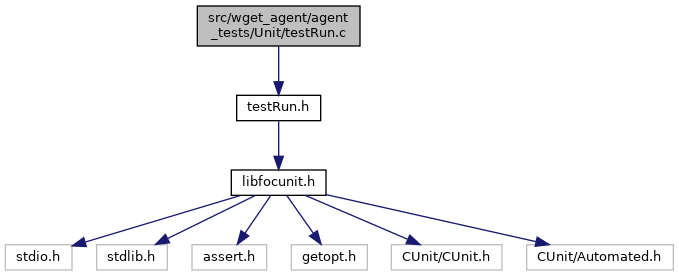 src/wget_agent/agent
_tests/Unit/testRun.c
testRun.h
libfocunit.h
stdio.h
stdlib.h
assert.h
getopt.h
CUnit/CUnit.h
CUnit/Automated.h